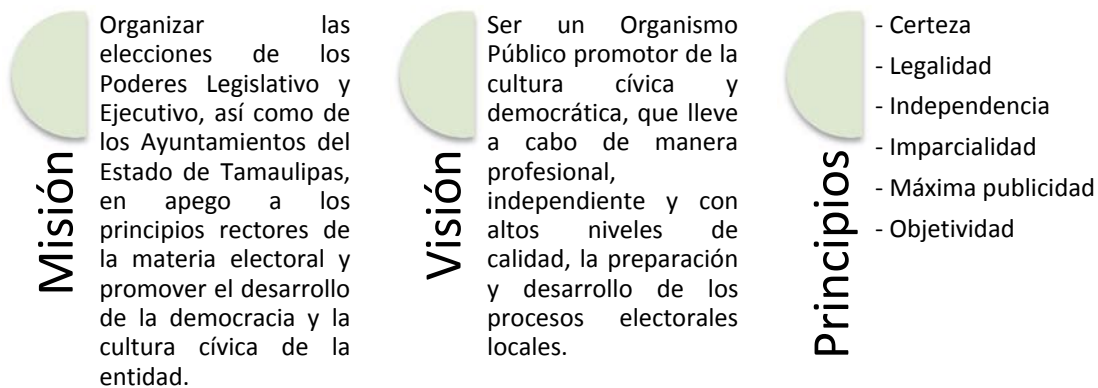 Misión
Organizar las
elecciones de los
Poderes Legislativo y
Ejecutivo, así como de
los Ayuntamientos del
Estado de Tamaulipas,
en apego a los
principios rectores de
la materia electoral y
promover el desarrollo
de la democracia y la
cultura cívica de la
entidad.
Visión
Ser un Organismo
Público promotor de la
cultura cívica y
democrática, que lleve
a cabo de manera
profesional,
independiente y con
altos niveles de
calidad, la preparación
y desarrollo de los
procesos electorales
locales.
Principios
- Certeza
- Legalidad
- Independencia
- Imparcialidad
- Máxima publicidad
- Objetividad